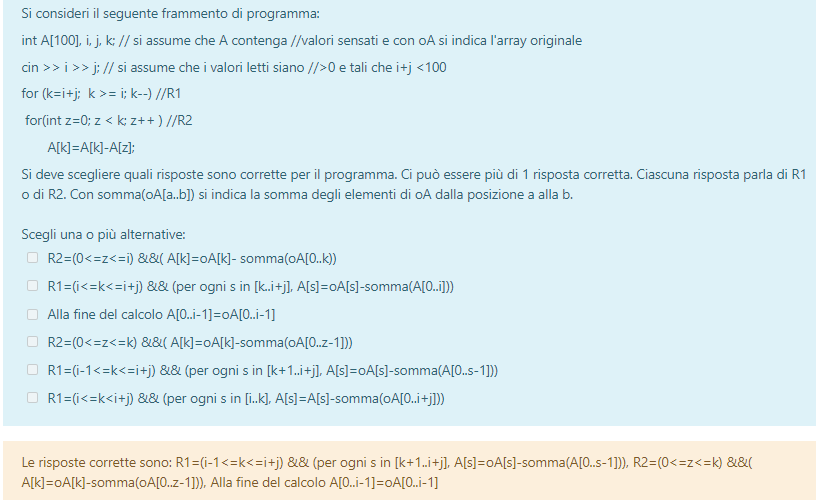 Si consideri il seguente frammento di programma:
int A[100], i, j, k; // si assume che A contenga //valori sensati e con oA si indica l'array originale
cin >> i >> j; // si assume che i valori letti siano //>0 e tali che i+j <100
for (k=i+j; k >= i; k--) //R1
for(int z=0; z < k; z++ ) //R2
A[k]=A[k]-A[z];
Si deve scegliere quali risposte sono corrette per il programma. Ci può essere più di 1 risposta corretta. Ciascuna risposta parla di R1
o di R2. Con somma(oA[a..b]) si indica la somma degli elementi di oA dalla posizione a alla b.
Scegli una o più alternative:
R2=(0<=z<=i) &&( A[k]=oA[k]- somma(oA[0..k))
R1=(i<=k<=i+j) && (per ogni s in [k..i+j], A[s]=oA[s]-somma(A[0..i]))
Alla fine del calcolo A[0..i-1]=oA[0..i-1]
R2=(0<=z<=k) &&( A[k]=oA[k]-somma(oA[0..z-1]))
R1=(i-1<=k<=i+j) && (per ogni s in [k+1..i+j], A[s]=oA[s]-somma(A[0..s-1]))
R1=(i<=k<i+j) && (per ogni s in [i..k], A[s]=A[s]-somma(oA[0..i+j]))
Le risposte corrette sono: R1=(i-1<=k<=i+j) && (per ogni s in [k+1..i+j], A[s]=oA[s]-somma(A[0..s-1])), R2=(0<=z<=k) &&(
A[k]=oA[k]-somma(oA[0..z-1])), Alla fine del calcolo A[0..i-1]=oA[0..i-1]